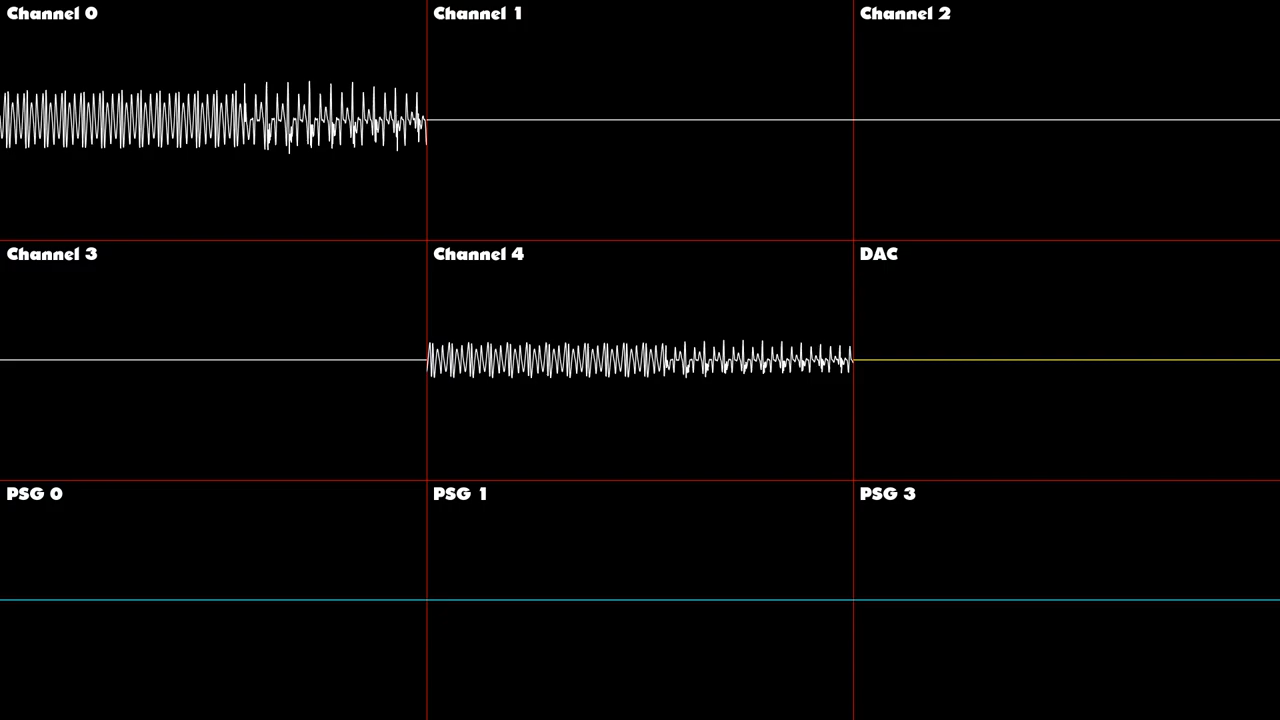 Channel 0
Channel 1
Channel 2
Channel 3
Channel 4
DAC
PSG 0
PSG 1
PSG 3